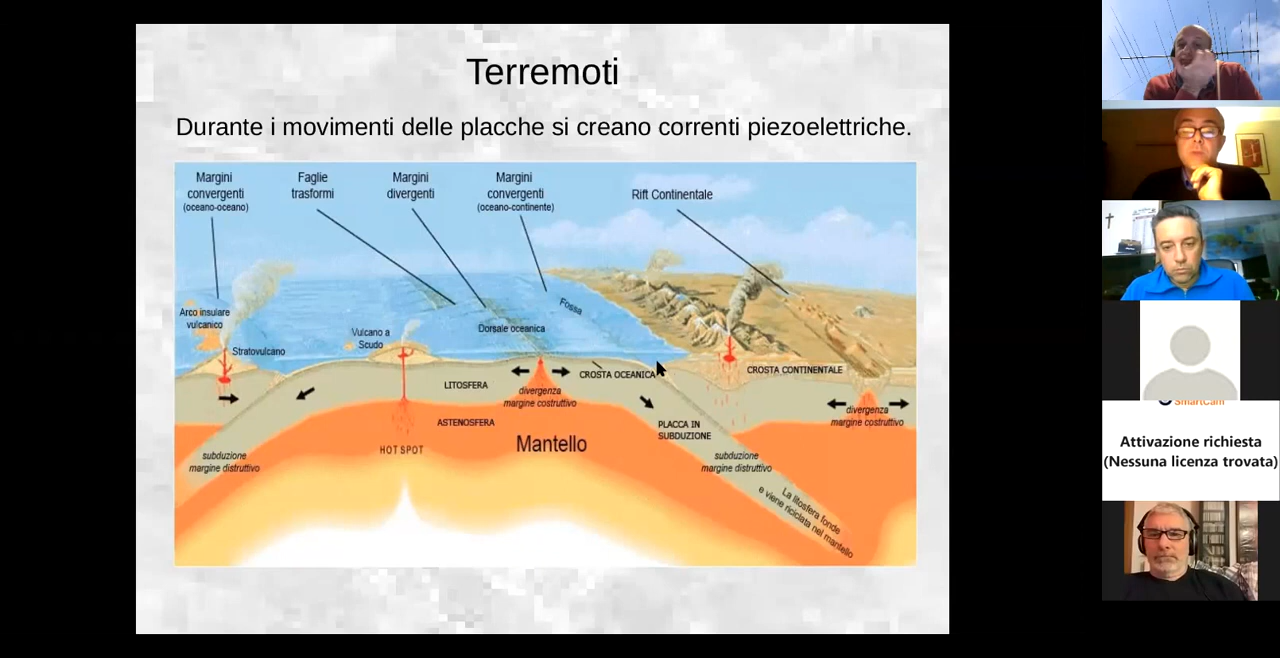 Terremoti
Durante i movimenti delle placche si creano correnti piezoelettriche.
Margini
convergenti
(oceano-oceano)
Faglie
trasformi
Margini
divergenti
Margini
convergenti
(oceano-continente)
Rift Continentale
Arco insulare
vulcanico
Stratovulcano
Vulcano a
Scudo
Dorsale oceanica
Fossa
LITOSFERA
CROSTA OCEANICA
CROSTA CONTINENTALE
divergenza
margine costruttivo
divergenza
margine costruttivo
ASTENOSFERA
HOT SPOT
Mantello
PLACCA IN
SUBDUZIONE
subduzione
margine distruttivo
subduzione
margine distruttivo
La litosfera fonde
e viene riciclata nel mantello
SmartCam
Attivazione richiesta
(Nessuna licenza trovata)